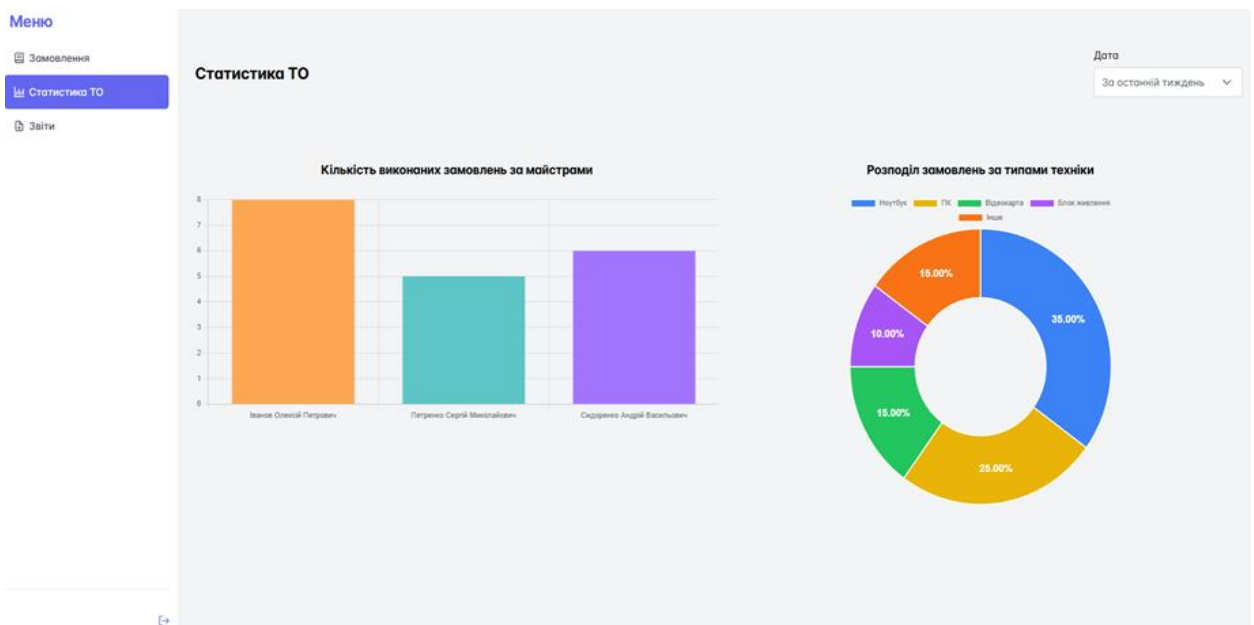 Меню
Замовлення
Статистика ТО
Звіти
Статистика ТО
Дата
За останній тиждень
Кількість виконаних замовлень за майстрами
8
7
6
5
4
3
2
1
0
Іванов Олексій Петрович
Петренко Сергій Миколайович
Сидоренко Андрій Васильович
Розподіл замовлень за типами техніки
Ноутбук ПК Відеокарта Блок живлення
Інше
15.00%
35.00%
10.00%
15.00%
25.00%